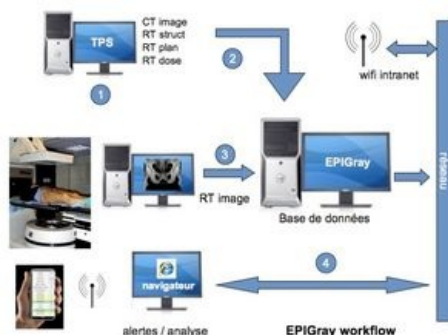 TPS
CT image
RT struct
RT plan
RT dose
1
2
wifi intranet
3
RT image
EPIGray
Base de données
réseau
navigateur
4
alertes / analyse
EPIGray workflow